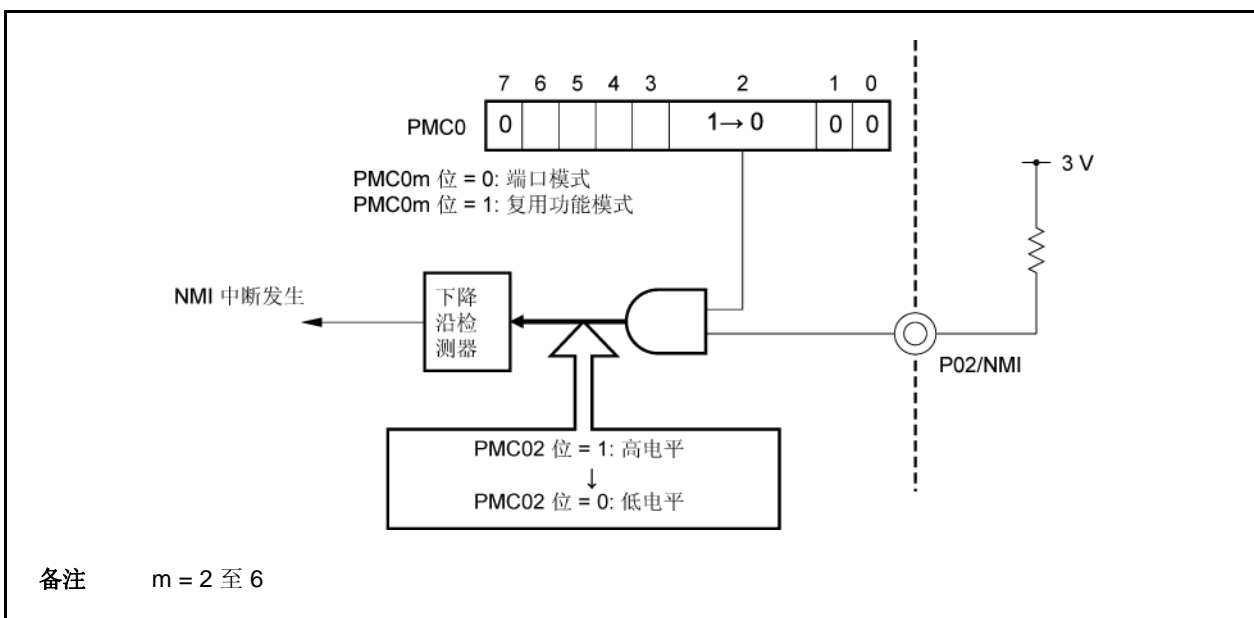 7 6 5 4 3 2 1 0
PMC0 0 1→0 0 0
3 V
PMC0m 位 = 0: 端口模式
PMC0m 位 = 1: 复用功能模式
NMI 中断发生
下降
沿检
测器
P02/NMI
PMC02 位 = 1: 高电平
↓
PMC02 位 = 0: 低电平
备注 m = 2 至 6